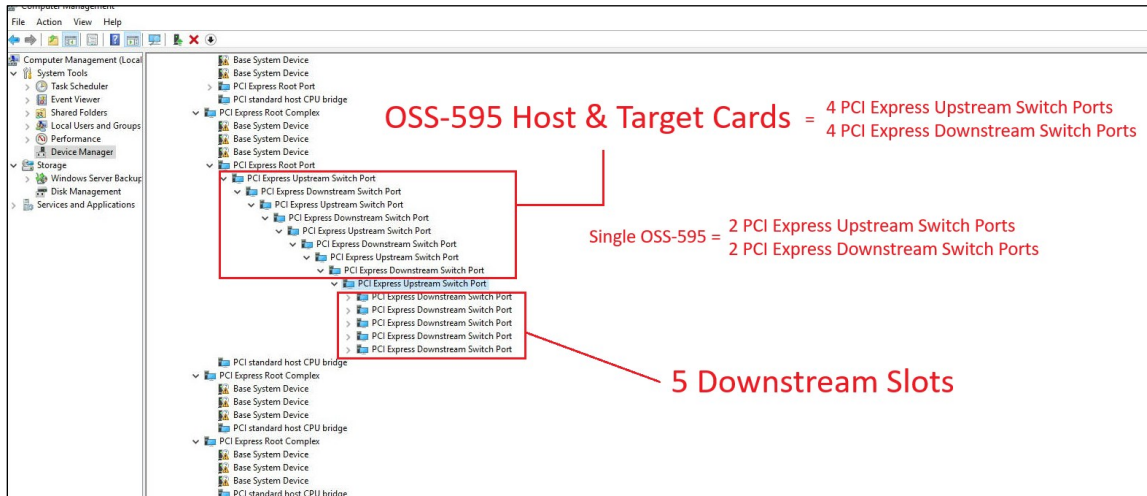 Computer Management
File Action View Help
Computer Management (Local
System Tools
Task Scheduler
Event Viewer
Shared Folders
Local Users and Groups
Performance
Device Manager
Storage
Windows Server Backup
Disk Management
Services and Applications
Base System Device
Base System Device
PCI Express Root Port
PCI standard host CPU bridge
PCI Express Root Complex
Base System Device
Base System Device
Base System Device
PCI Express Root Port
PCI Express Upstream Switch Port
PCI Express Downstream Switch Port
PCI Express Upstream Switch Port
PCI Express Downstream Switch Port
PCI Express Upstream Switch Port
PCI Express Downstream Switch Port
PCI Express Upstream Switch Port
PCI Express Downstream Switch Port
PCI Express Upstream Switch Port
PCI Express Downstream Switch Port
PCI Express Downstream Switch Port
PCI Express Downstream Switch Port
PCI Express Downstream Switch Port
PCI Express Downstream Switch Port
PCI standard host CPU bridge
PCI Express Root Complex
Base System Device
Base System Device
Base System Device
PCI standard host CPU bridge
PCI Express Root Complex
Base System Device
Base System Device
Base System Device
PCI standard host CPU bridge
OSS-595 Host & Target Cards = 4 PCI Express Upstream Switch Ports
4 PCI Express Downstream Switch Ports
Single OSS-595 = 2 PCI Express Upstream Switch Ports
2 PCI Express Downstream Switch Ports
5 Downstream Slots